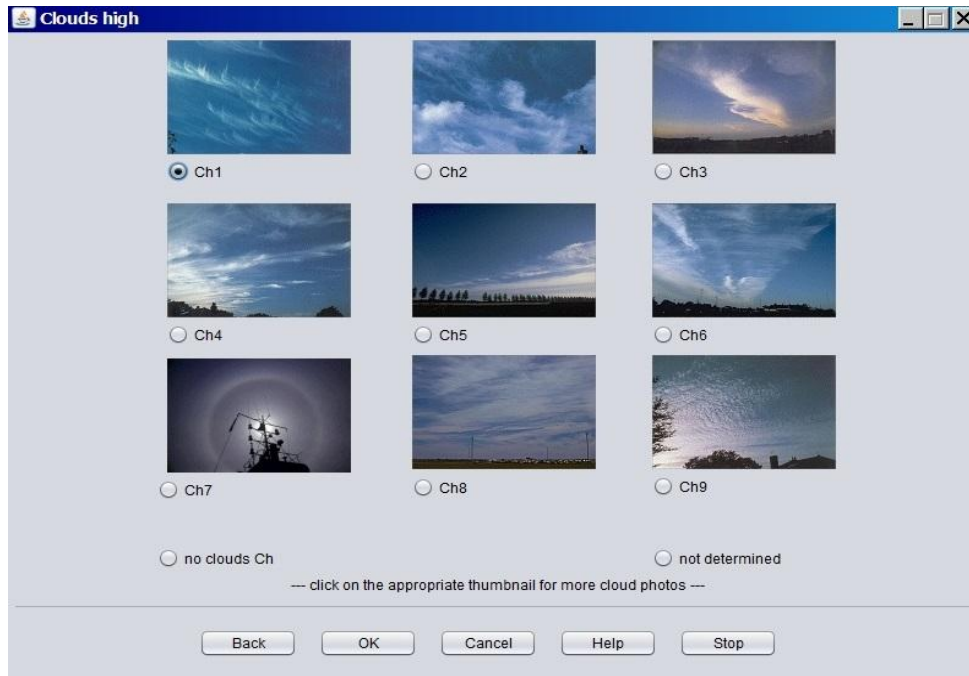 Clouds high
Ch1 Ch2 Ch3
Ch4 Ch5 Ch6
Ch7 Ch8 Ch9
no clouds Ch not determined
--- click on the appropriate thumbnail for more cloud photos ---
Back OK Cancel Help Stop